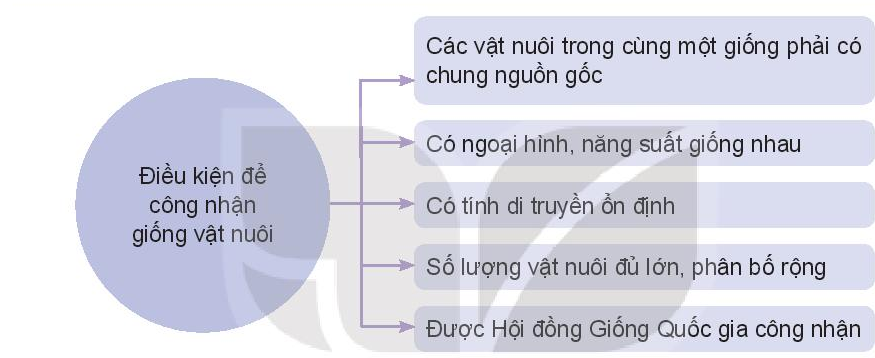 Điều kiện để
công nhận
giống vật nuôi
Các vật nuôi trong cùng một giống phải có
chung nguồn gốc
Có ngoại hình, năng suất giống nhau
Có tính di truyền ổn định
Số lượng vật nuôi đủ lớn, phân bố rộng
Được Hội đồng Giống Quốc gia công nhận